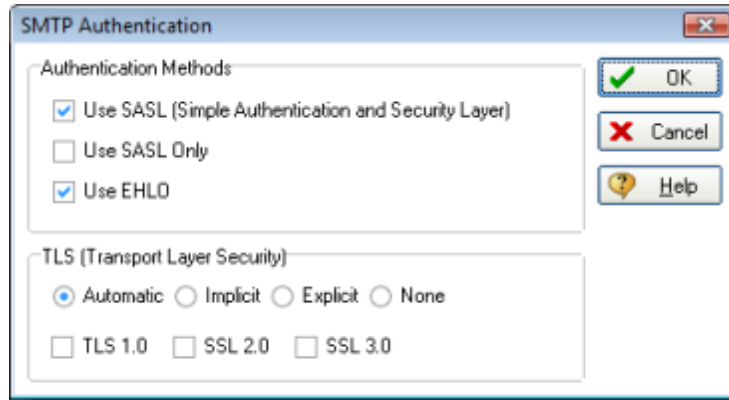 SMTP Authentication
Authentication Methods
Use SASL (Simple Authentication and Security Layer)
Use SASL Only
Use EHLO
TLS (Transport Layer Security)
Automatic Implicit Explicit None
TLS 1.0 SSL 2.0 SSL 3.0
OK
Cancel
Help